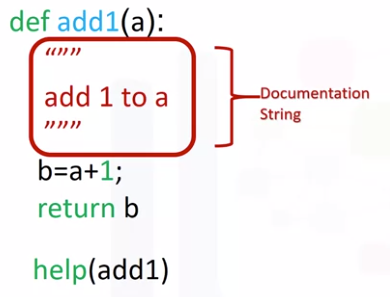 def add1(a):
”””
add 1 to a
”””
Documentation
String
b=a+1;
return b
help(add1)